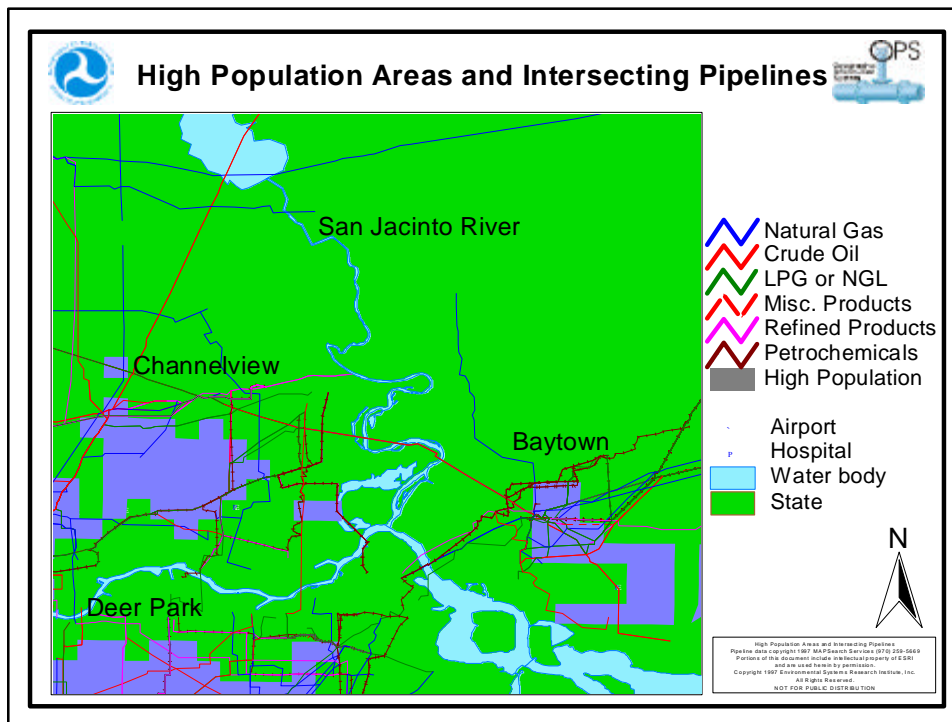 High Population Areas and Intersecting Pipelines
OPS
San Jacinto River
Channelview
Baytown
Deer Park
Natural Gas
Crude Oil
LPG or NGL
Misc. Products
Refined Products
Petrochemicals
High Population
Airport
P Hospital
Water body
State
N
High Population Areas and Intersecting Pipelines
Pipeline data copyright 1997 MAPSearch Services (970) 259-5669
Portions of this document include intellectual property of ESRI
and are used herein by permission.
Copyright 1997 Environmental Systems Research Institute, Inc.
All Rights Reserved.
NOT FOR PUBLIC DISTRIBUTION